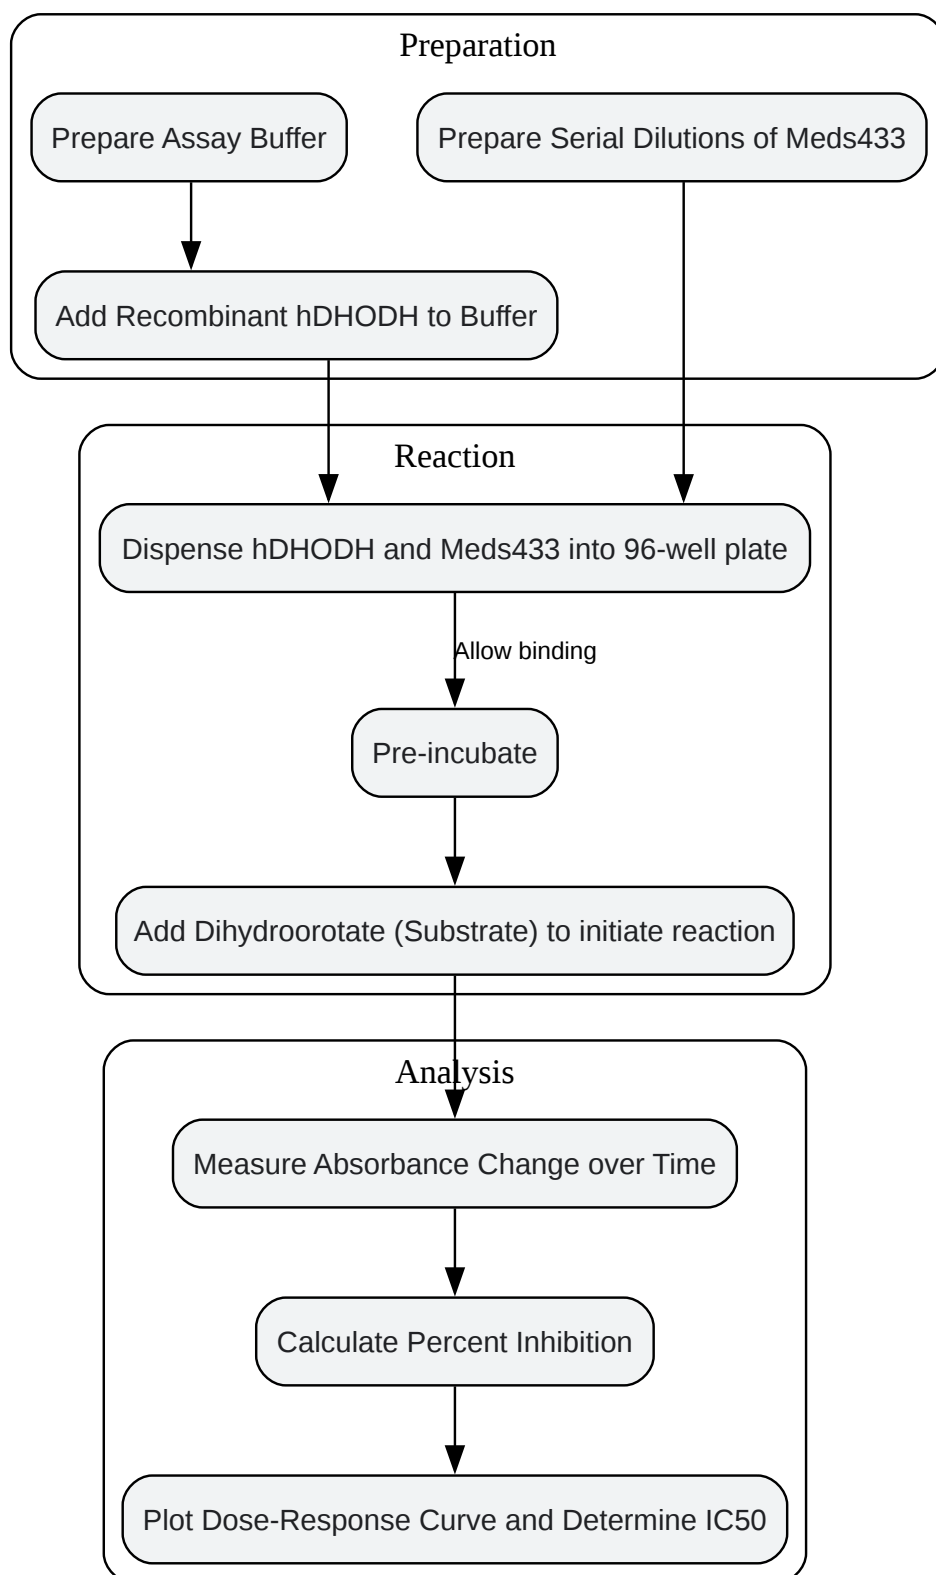 Preparation
Prepare Assay Buffer
Prepare Serial Dilutions of Meds433
Add Recombinant hDHODH to Buffer
Reaction
Dispense hDHODH and Meds433 into 96-well plate
Allow binding
Pre-incubate
Add Dihydroorotate (Substrate) to initiate reaction
Analysis
Measure Absorbance Change over Time
Calculate Percent Inhibition
Plot Dose-Response Curve and Determine IC50